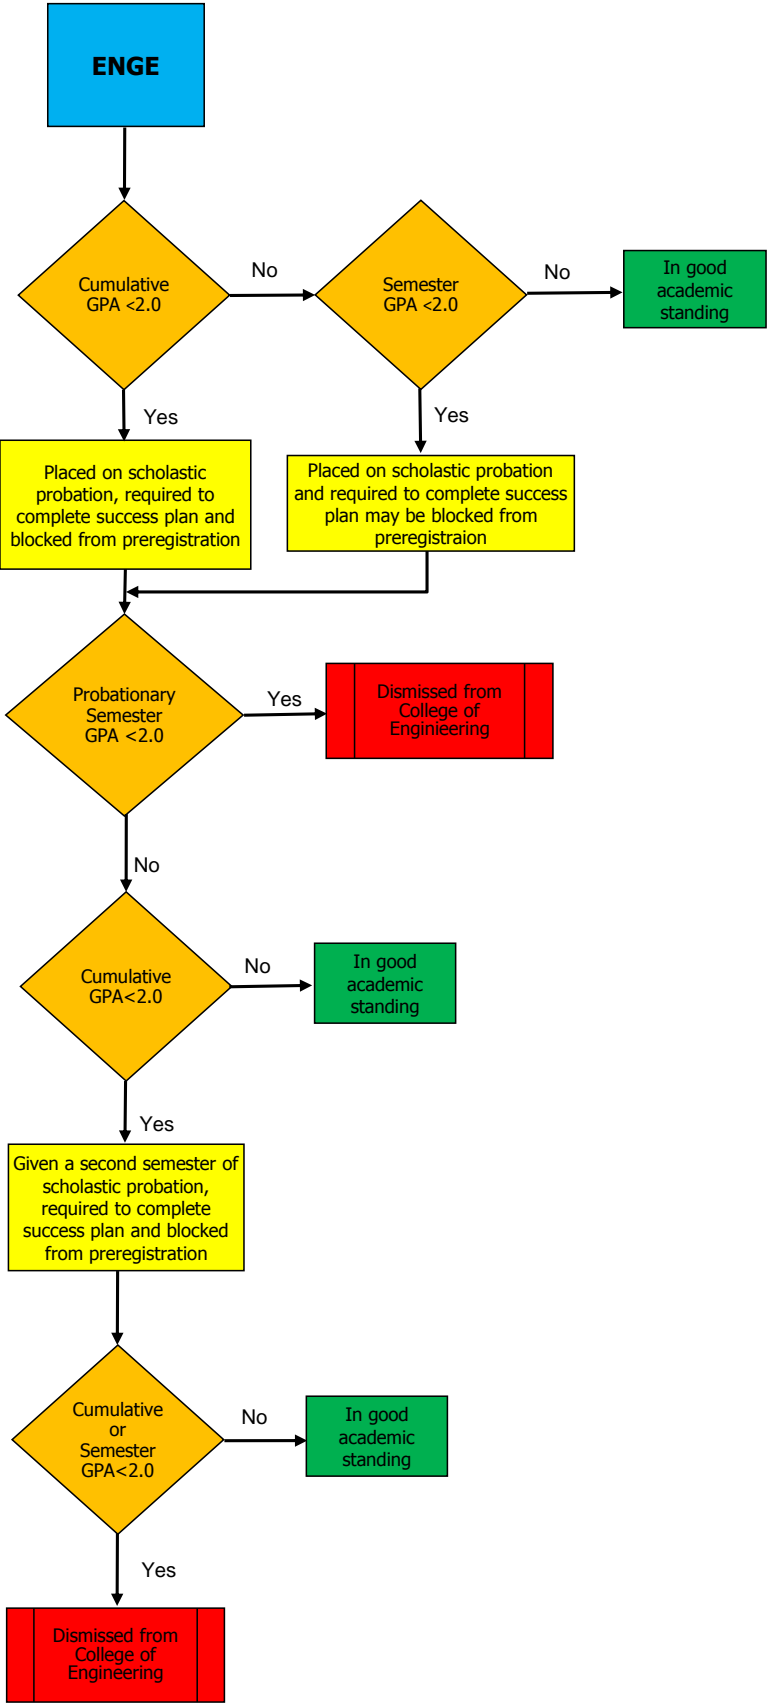 ENGE
Cumulative
GPA <2.0
No
Semester
GPA <2.0
No
In good
academic
standing
Yes
Yes
Placed on scholastic
probation, required to
complete success plan and
blocked from preregistration
Placed on scholastic probation
and required to complete success
plan may be blocked from
preregistraion
Probationary
Semester
GPA <2.0
Yes
Dismissed from
College of
Enginieering
No
Cumulative
GPA<2.0
No
In good
academic
standing
Yes
Given a second semester of
scholastic probation,
required to complete
success plan and blocked
from preregistration
Cumulative
or
Semester
GPA<2.0
No
In good
academic
standing
Yes
Dismissed from
College of
Engineering